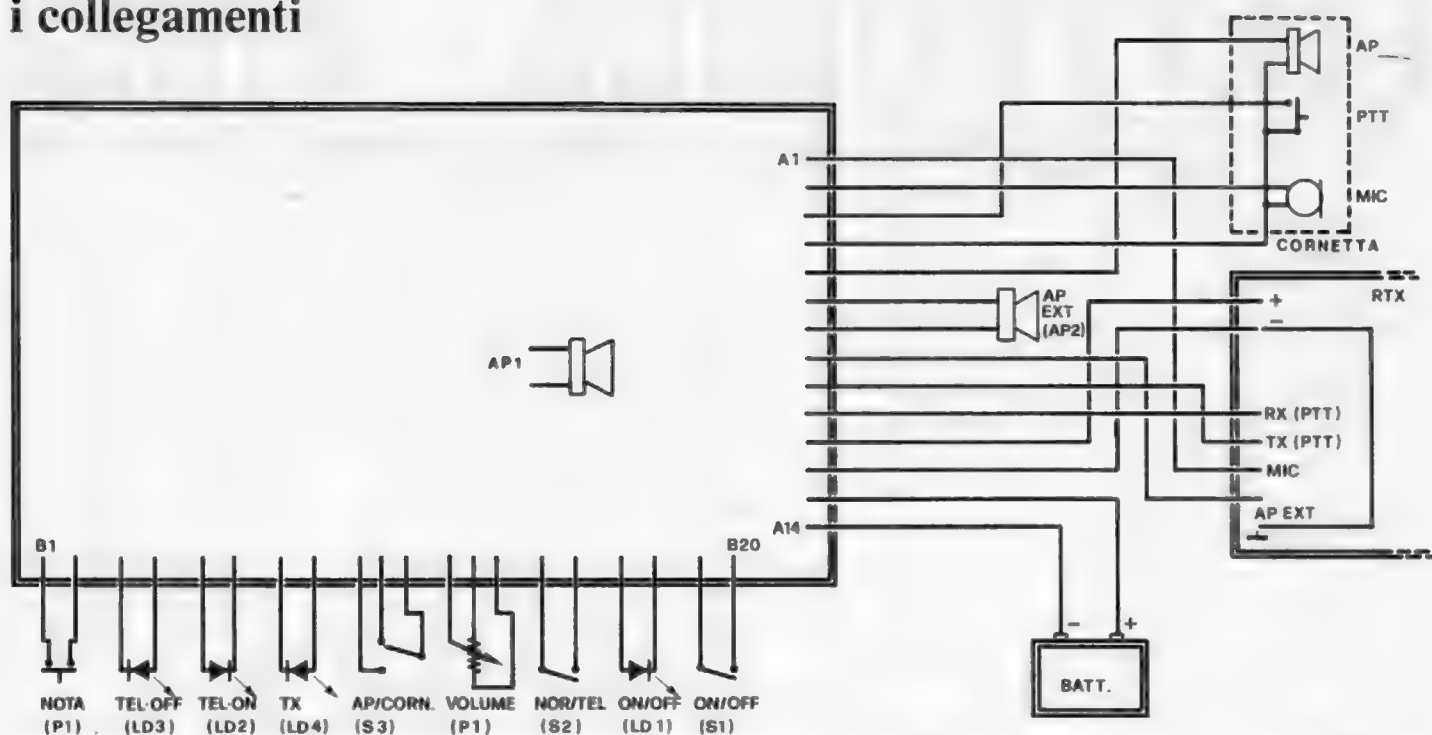 i collegamenti
AP
PTT
MIC
CORNETTA
A1
RTX
+
-
AP
EXT
(AP2)
AP1
RX (PTT)
TX (PTT)
MIC
AP EXT
A14
B1
B20
- +
BATT.
NOTA TEL-OFF TEL-ON TX AP/CORN. VOLUME NOR/TEL ON/OFF ON/OFF
(P1) (LD3) (LD2) (LD4) (S3) (P1) (S2) (LD1) (S1)